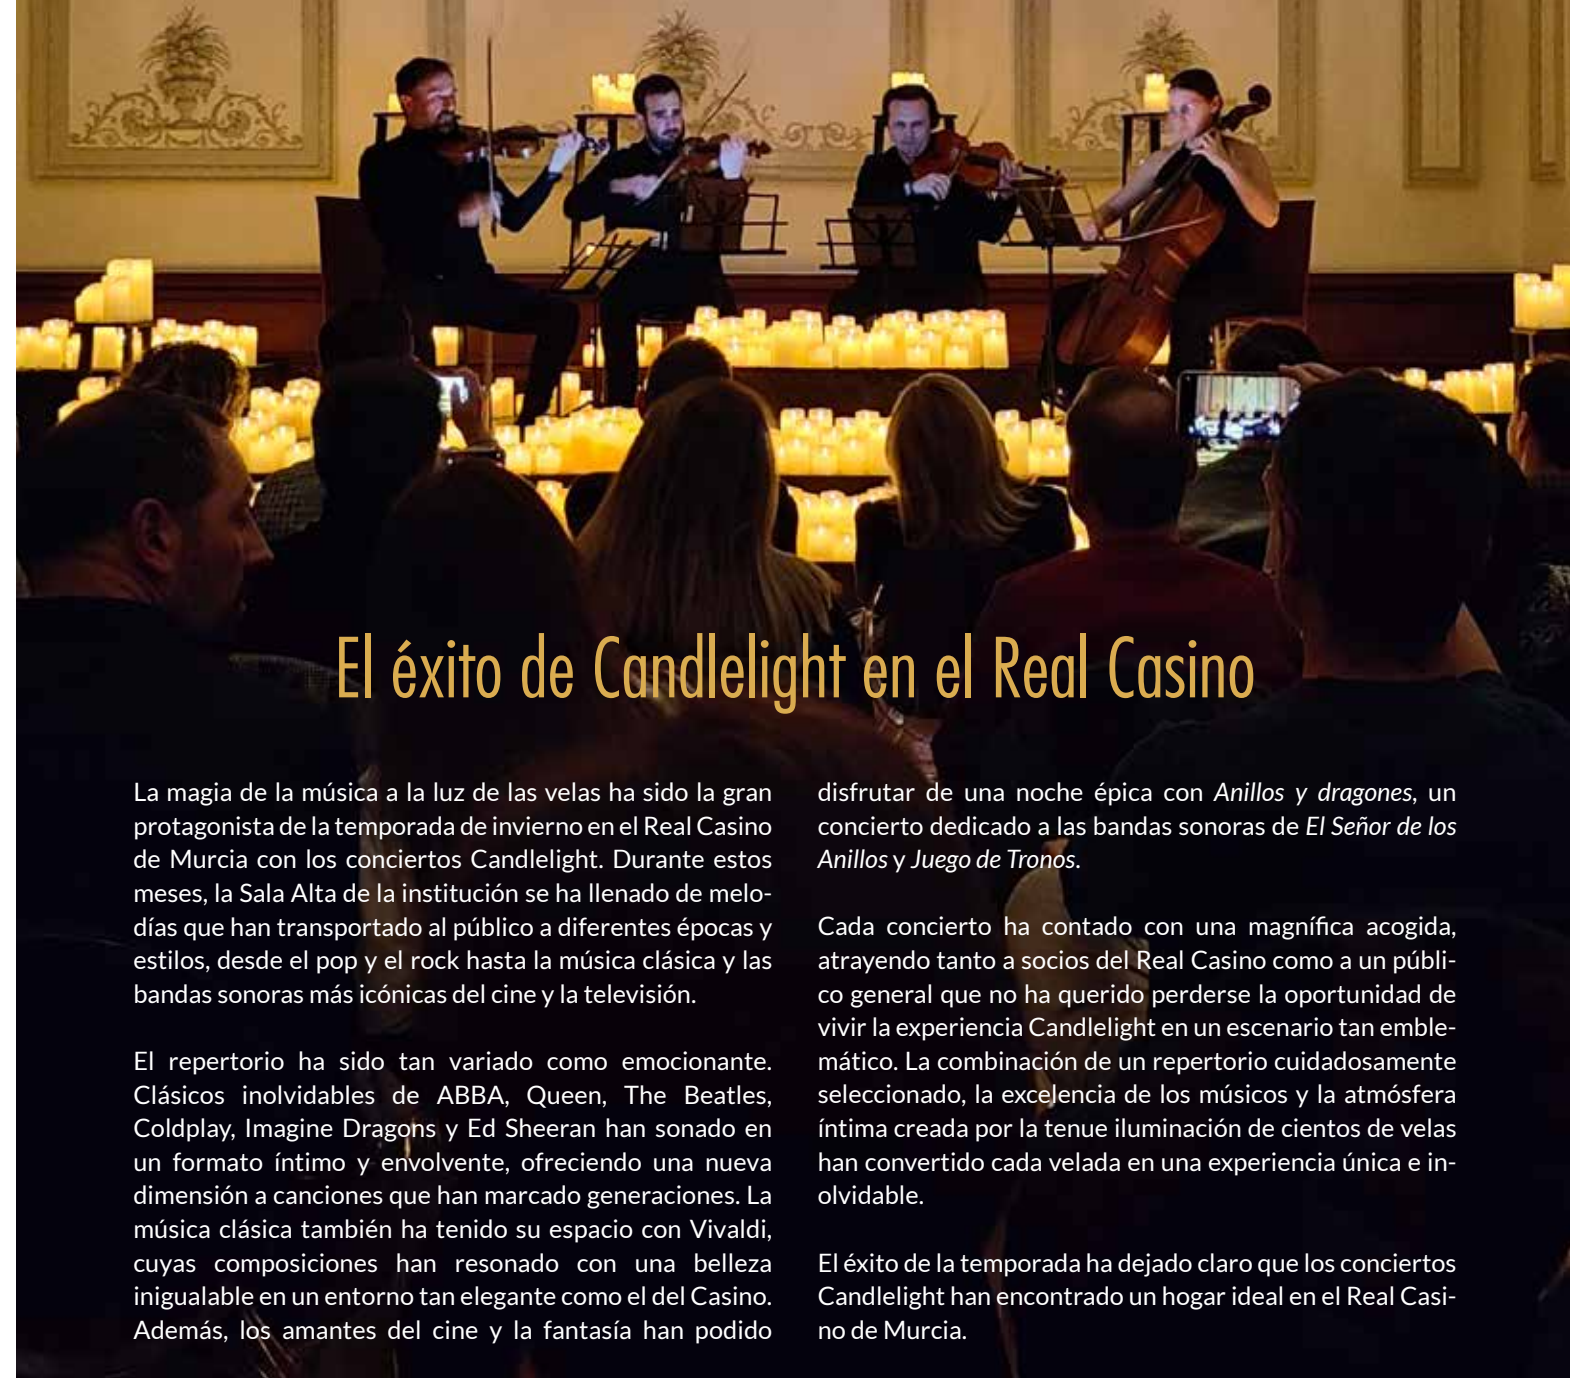 El éxito de Candlelight en el Real Casino
La magia de la música a la luz de las velas ha sido la gran
protagonista de la temporada de invierno en el Real Casino
de Murcia con los conciertos Candlelight. Durante estos
meses, la Sala Alta de la institución se ha llenado de melo-
días que han transportado al público a diferentes épocas y
estilos, desde el pop y el rock hasta la música clásica y las
bandas sonoras más icónicas del cine y la televisión.
El repertorio ha sido tan variado como emocionante.
Clásicos inolvidables de ABBA, Queen, The Beatles,
Coldplay, Imagine Dragons y Ed Sheeran han sonado en
un formato íntimo y envolvente, ofreciendo una nueva
dimensión a canciones que han marcado generaciones. La
música clásica también ha tenido su espacio con Vivaldi,
cuyas composiciones han resonado con una belleza
inigualable en un entorno tan elegante como el del Casino.
Además, los amantes del cine y la fantasía han podido
disfrutar de una noche épica con Anillos y dragones, un
concierto dedicado a las bandas sonoras de El Señor de los
Anillos y Juego de Tronos.
Cada concierto ha contado con una magnífica acogida,
atrayendo tanto a socios del Real Casino como a un públi-
co general que no ha querido perderse la oportunidad de
vivir la experiencia Candlelight en un escenario tan emble-
mático. La combinación de un repertorio cuidadosamente
seleccionado, la excelencia de los músicos y la atmósfera
íntima creada por la tenue iluminación de cientos de velas
han convertido cada velada en una experiencia única e in-
olvidable.
El éxito de la temporada ha dejado claro que los conciertos
Candlelight han encontrado un hogar ideal en el Real Casi-
no de Murcia.